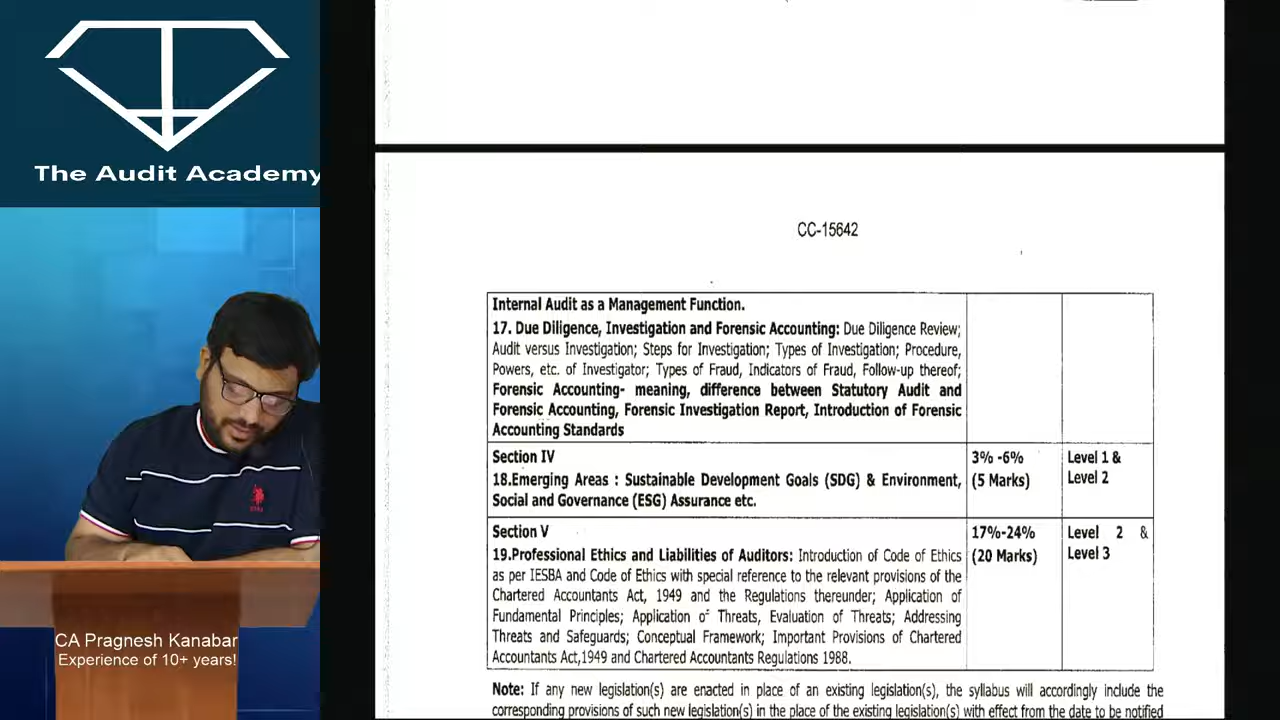 The Audit Academy
CC-15642
Internal Audit as a Management Function.
17. Due Diligence, Investigation and Forensic Accounting: Due Diligence Review;
Audit versus Investigation; Steps for Investigation; Types of Investigation; Procedure,
Powers, etc. of Investigator; Types of Fraud, Indicators of Fraud, Follow-up thereof;
Forensic Accounting- meaning, difference between Statutory Audit and
Forensic Accounting, Forensic Investigation Report, Introduction of Forensic
Accounting Standards
Section IV
18.Emerging Areas : Sustainable Development Goals (SDG) & Environment,
Social and Governance (ESG) Assurance etc.
3% -6%
(5 Marks)
Level 1 &
Level 2
Section V
19.Professional Ethics and Liabilities of Auditors: Introduction of Code of Ethics
as per IESBA and Code of Ethics with special reference to the relevant provisions of the
Chartered Accountants Act, 1949 and the Regulations thereunder; Application of
Fundamental Principles; Application of Threats, Evaluation of Threats; Addressing
Threats and Safeguards; Conceptual Framework; Important Provisions of Chartered
Accountants Act,1949 and Chartered Accountants Regulations 1988.
17%-24%
(20 Marks)
Level 2 &
Level 3
Note: If any new legislation(s) are enacted in place of an existing legislation(s), the syllabus will accordingly include the
corresponding provisions of such new legislation(s) in the place of the existing legislation(s) with effect from the date to be notified
CA Pragnesh Kanabar
Experience of 10+ years!